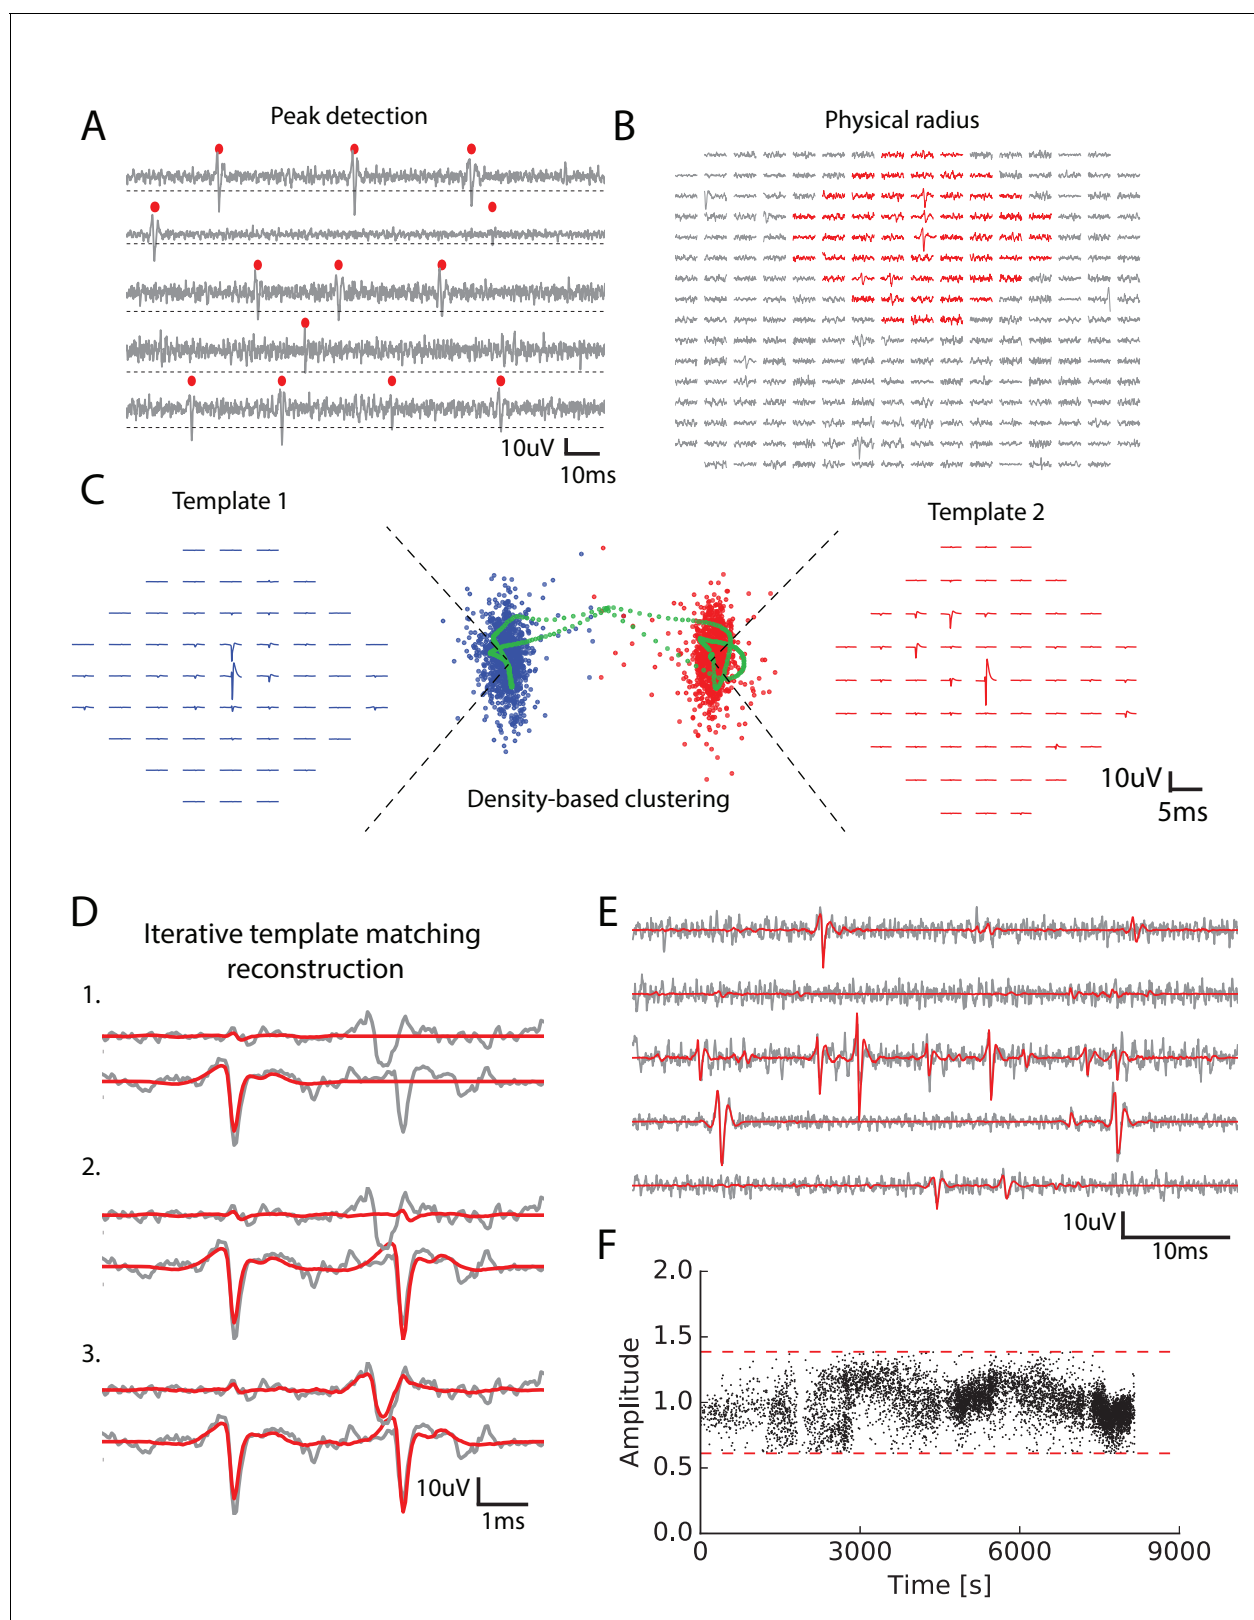 A
Peak detection
10uV
10ms
B
Physical radius
C
Template 1
Template 2
Density-based clustering
10uV
5ms
D
Iterative template matching
reconstruction
1.
2.
3.
10uV
1ms
E
10uV
10ms
F
2.0
1.5
1.0
0.5
0.0
Amplitude
0
3000
6000
9000
Time [s]